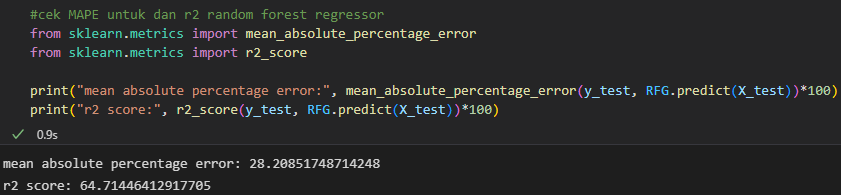 #cek MAPE untuk dan r2 random forest regressor
from sklearn.metrics import mean_absolute_percentage_error
from sklearn.metrics import r2_score
print("mean absolute percentage error:", mean_absolute_percentage_error(y_test, RFG.predict(X_test))*100)
print("r2 score:", r2_score(y_test, RFG.predict(X_test))*100)
0.9s
mean absolute percentage error: 28.20851748714248
r2 score: 64.71446412917705